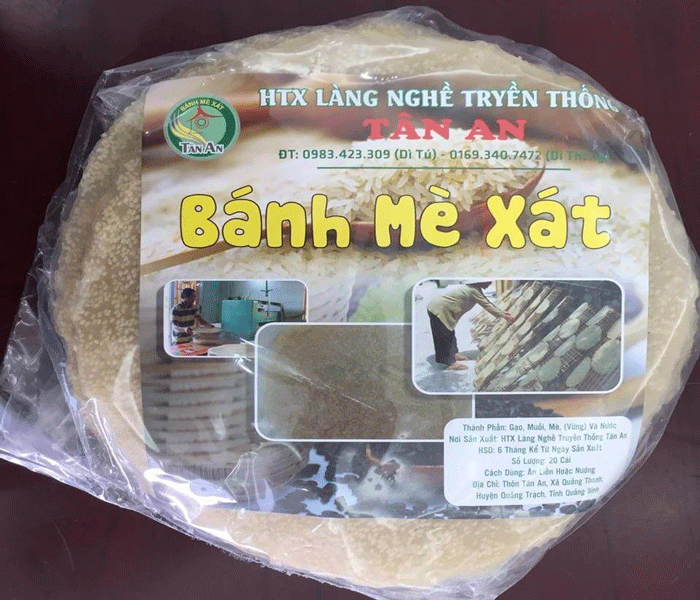 BÁNH MÈ XÁT
TÂN AN
HTX LÀNG NGHỀ TRYỀN THỐNG
TÂN AN
ĐT: 0983.423.309 (Dì Tú) - 0169.340.7472 (Dì
Bánh Mè Xát
Thành Phần: Gạo, Muối, Mè, (Vừng) Và Nước
Nơi Sản Xuất: HTX Làng Nghề Truyền Thống Tân An
HSD: 6 Tháng Kể Từ Ngày Sản Xuất
Số Lượng: 20 Cái
Cách Dùng: Ăn Liền Hoặc Nướng
Địa Chỉ: Thôn Tân An, Xã Quảng Thanh,
Huyện Quảng Trạch, Tỉnh Quảng Bình